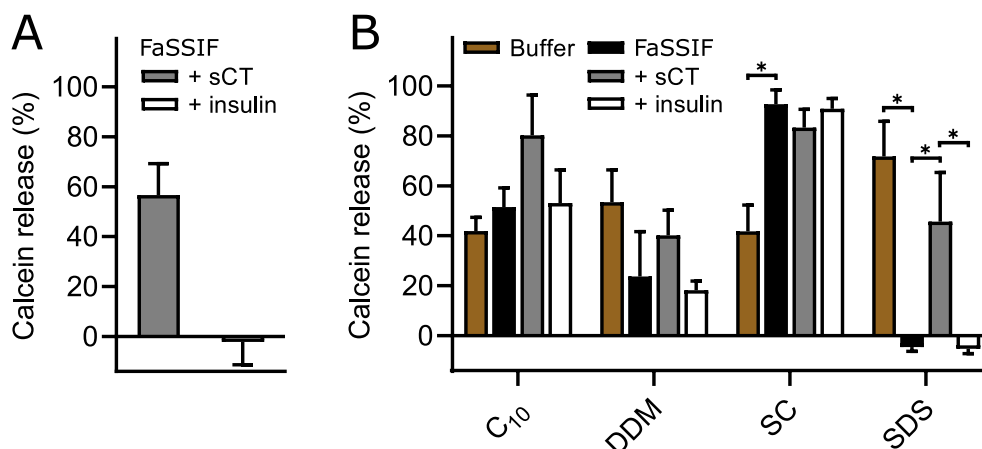 A
FaSSIF
+ sCT
+ insulin
Calcein release (%)
100
80
60
40
20
0
B
Buffer
FaSSIF
+ sCT
+ insulin
Calcein release (%)
100
80
60
40
20
0
*
*
*
*
C₁₀
DDM
SC
SDS